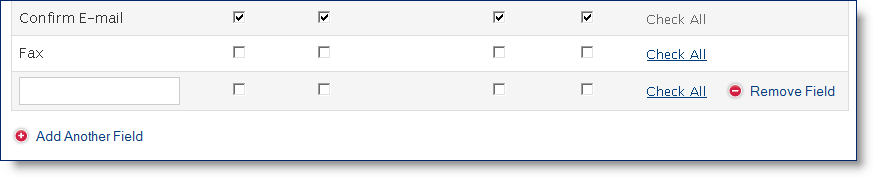 Confirm E-mail Check All
Fax Check All
Check All Remove Field
Add Another Field